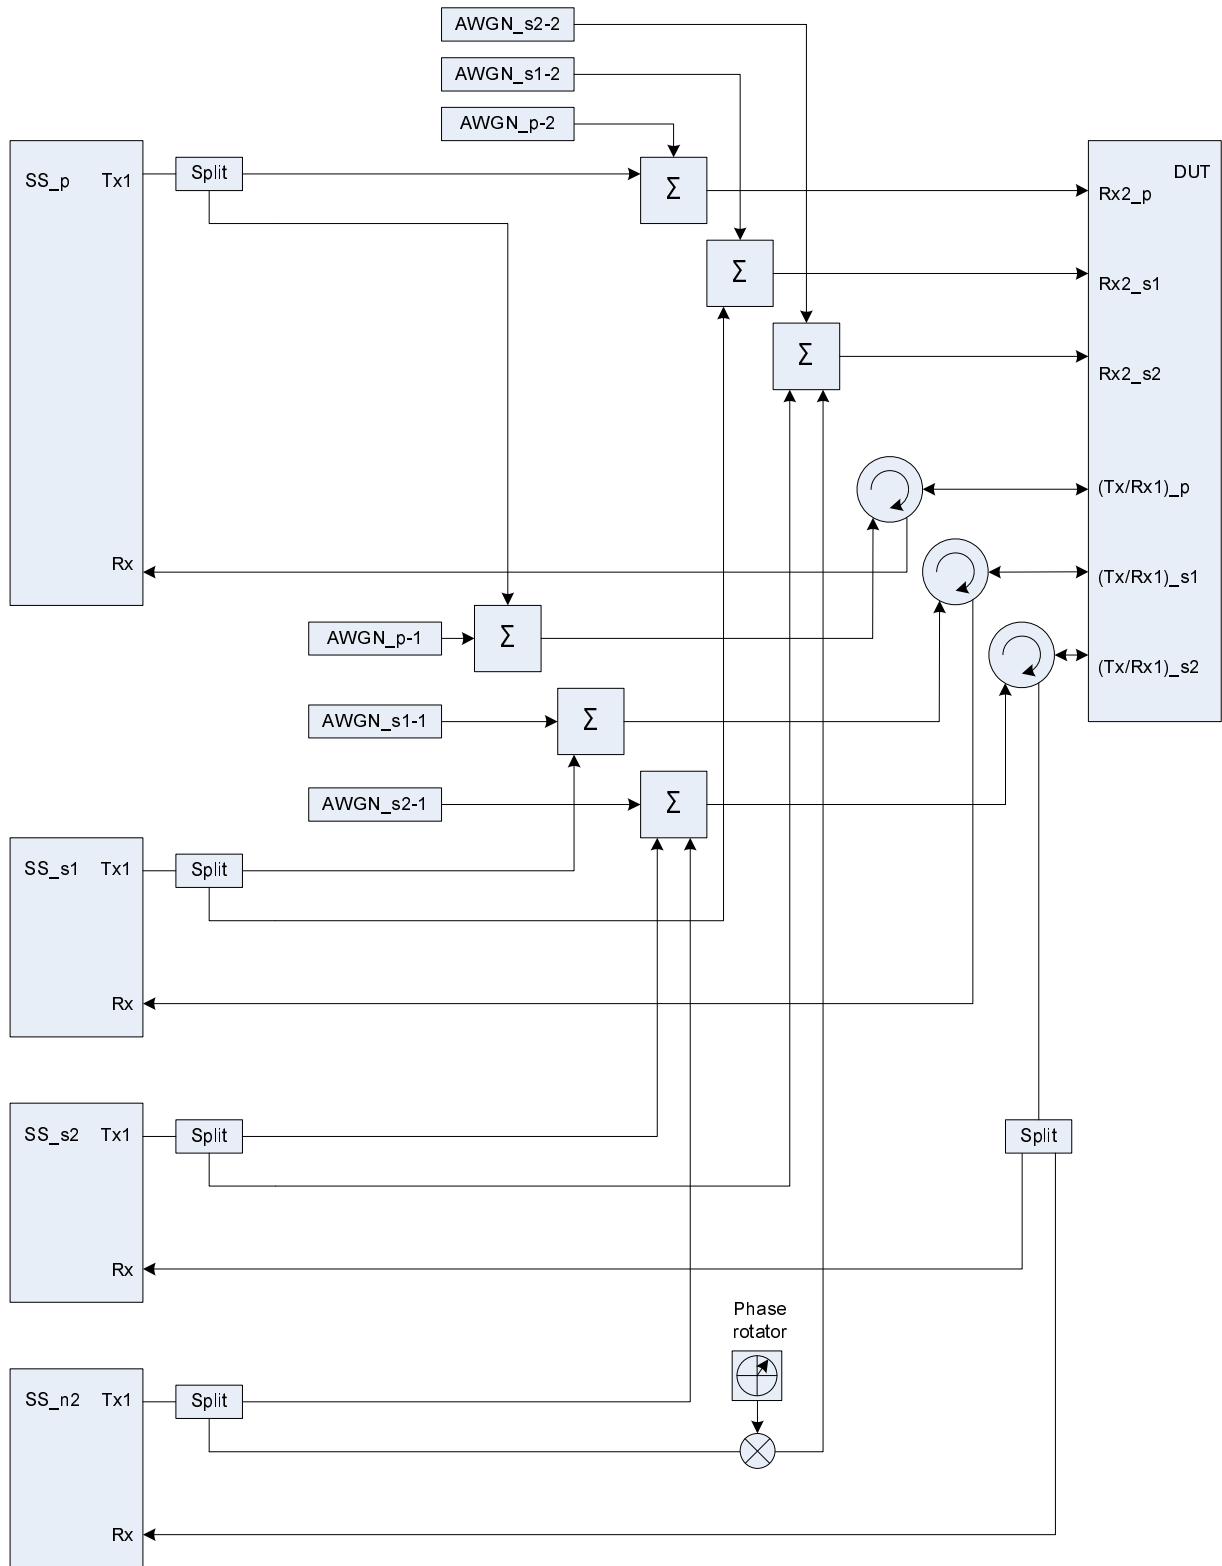 AWGN_s2-2
AWGN_s1-2
AWGN_p-2
SS_p Tx1
Split
Σ
DUT
Rx2_p
Σ
Rx2_s1
Σ
Rx2_s2
(Tx/Rx1)_p
Rx
(Tx/Rx1)_s1
AWGN_p-1
Σ
(Tx/Rx1)_s2
AWGN_s1-1
Σ
AWGN_s2-1
Σ
SS_s1 Tx1
Split
Rx
SS_s2 Tx1
Split
Split
Rx
Phase
rotator
SS_n2 Tx1
Split
Rx